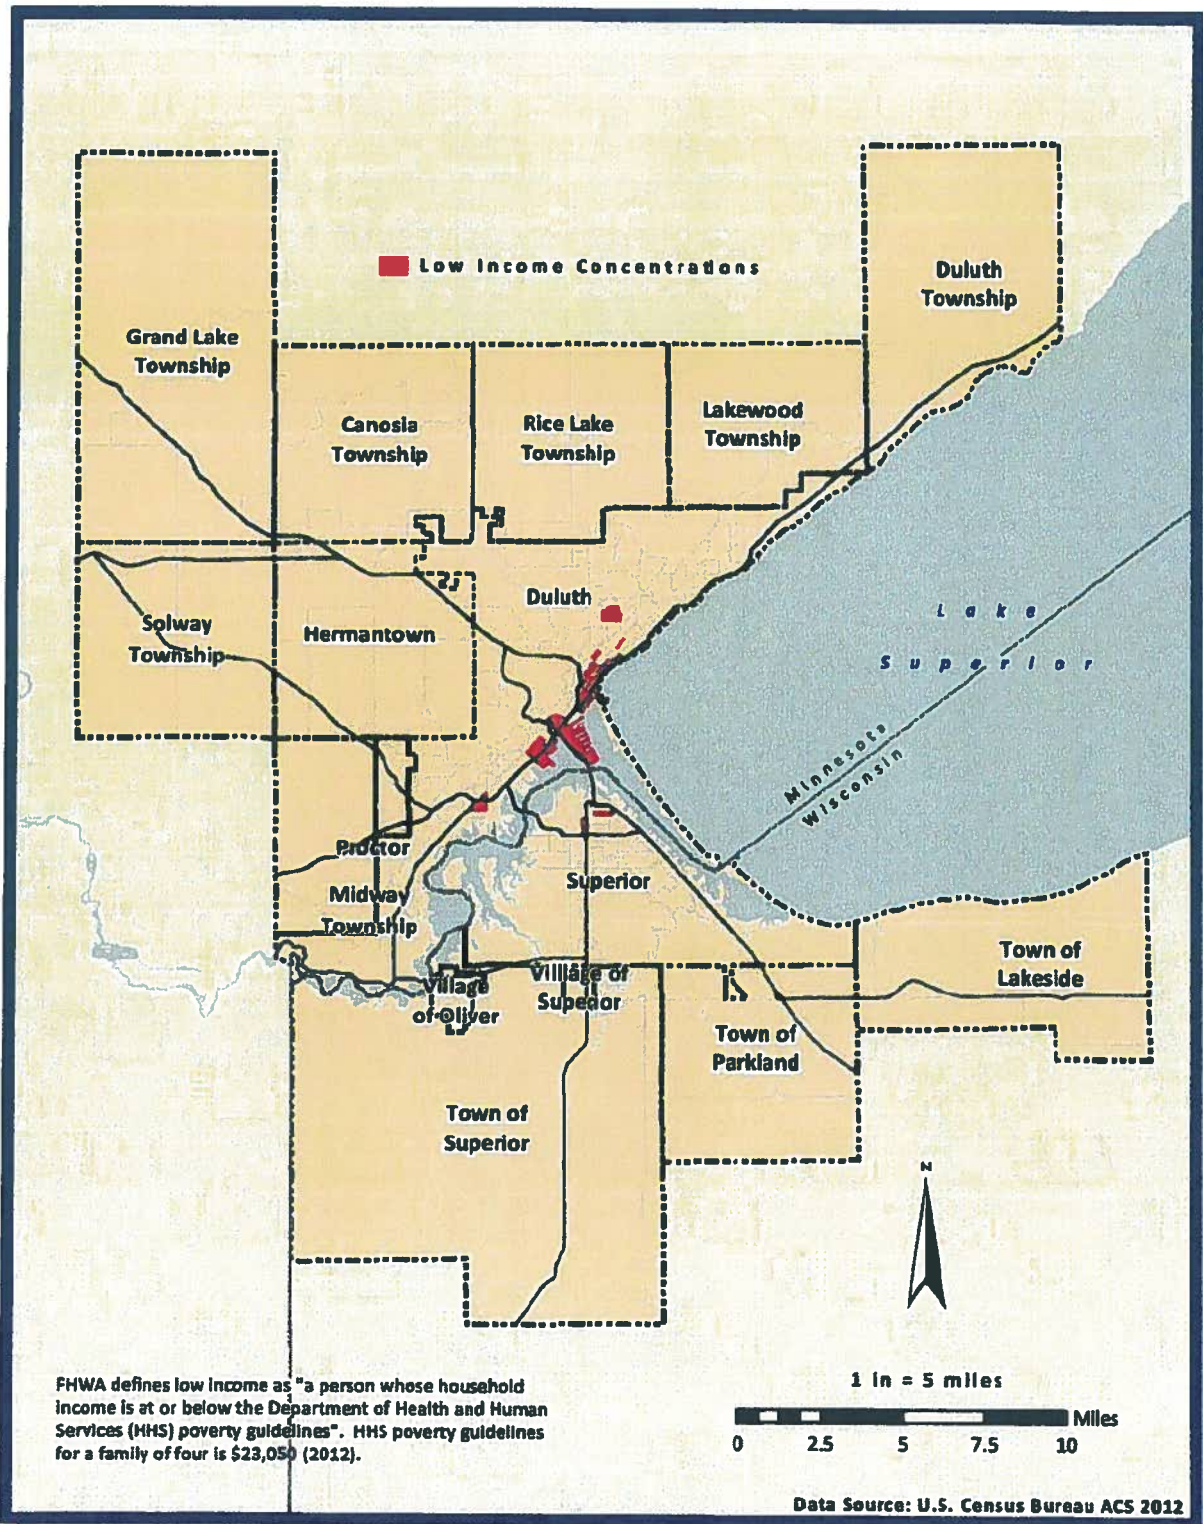 Low Income Concentrations
Duluth
Township
Grand Lake
Township
Canosia
Township
Rice Lake
Township
Lakewood
Township
Duluth
Lake
Superior
Solway
Township
Hermantown
Minnesota
Wisconsin
Proctor
Midway
Township
Superior
Town of
Lakeside
Village
of Oliver
Village of
Superior
Town of
Parkland
Town of
Superior
N
FHWA defines low income as "a person whose household
income is at or below the Department of Health and Human
Services (HHS) poverty guidelines". HHS poverty guidelines
for a family of four is $23,050 (2012).
1 in = 5 miles
Miles
0 2.5 5 7.5 10
Data Source: U.S. Census Bureau ACS 2012